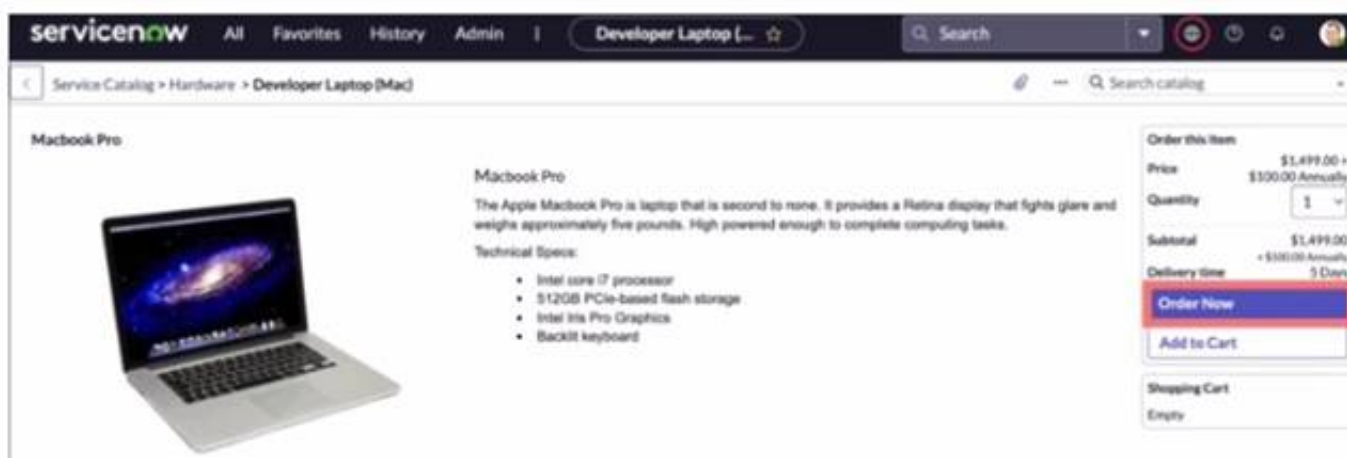 servicenow All Favorites History Admin Developer Laptop (... Search
Service Catalog > Hardware > Developer Laptop (Mac) Search catalog
Macbook Pro
Macbook Pro
The Apple Macbook Pro is laptop that is second to none. It provides a Retina display that fights glare and
weighs approximately five pounds. High powered enough to complete computing tasks.
Technical Specs:
• Intel core i7 processor
• 512GB PCIe-based flash storage
• Intel Iris Pro Graphics
• Backlit keyboard
Order this Item
Price $1,499.00 +
$100.00 Annually
Quantity 1
Subtotal $1,499.00
+ $100.00 Annually
Delivery time 5 Days
Order Now
Add to Cart
Shopping Cart
Empty